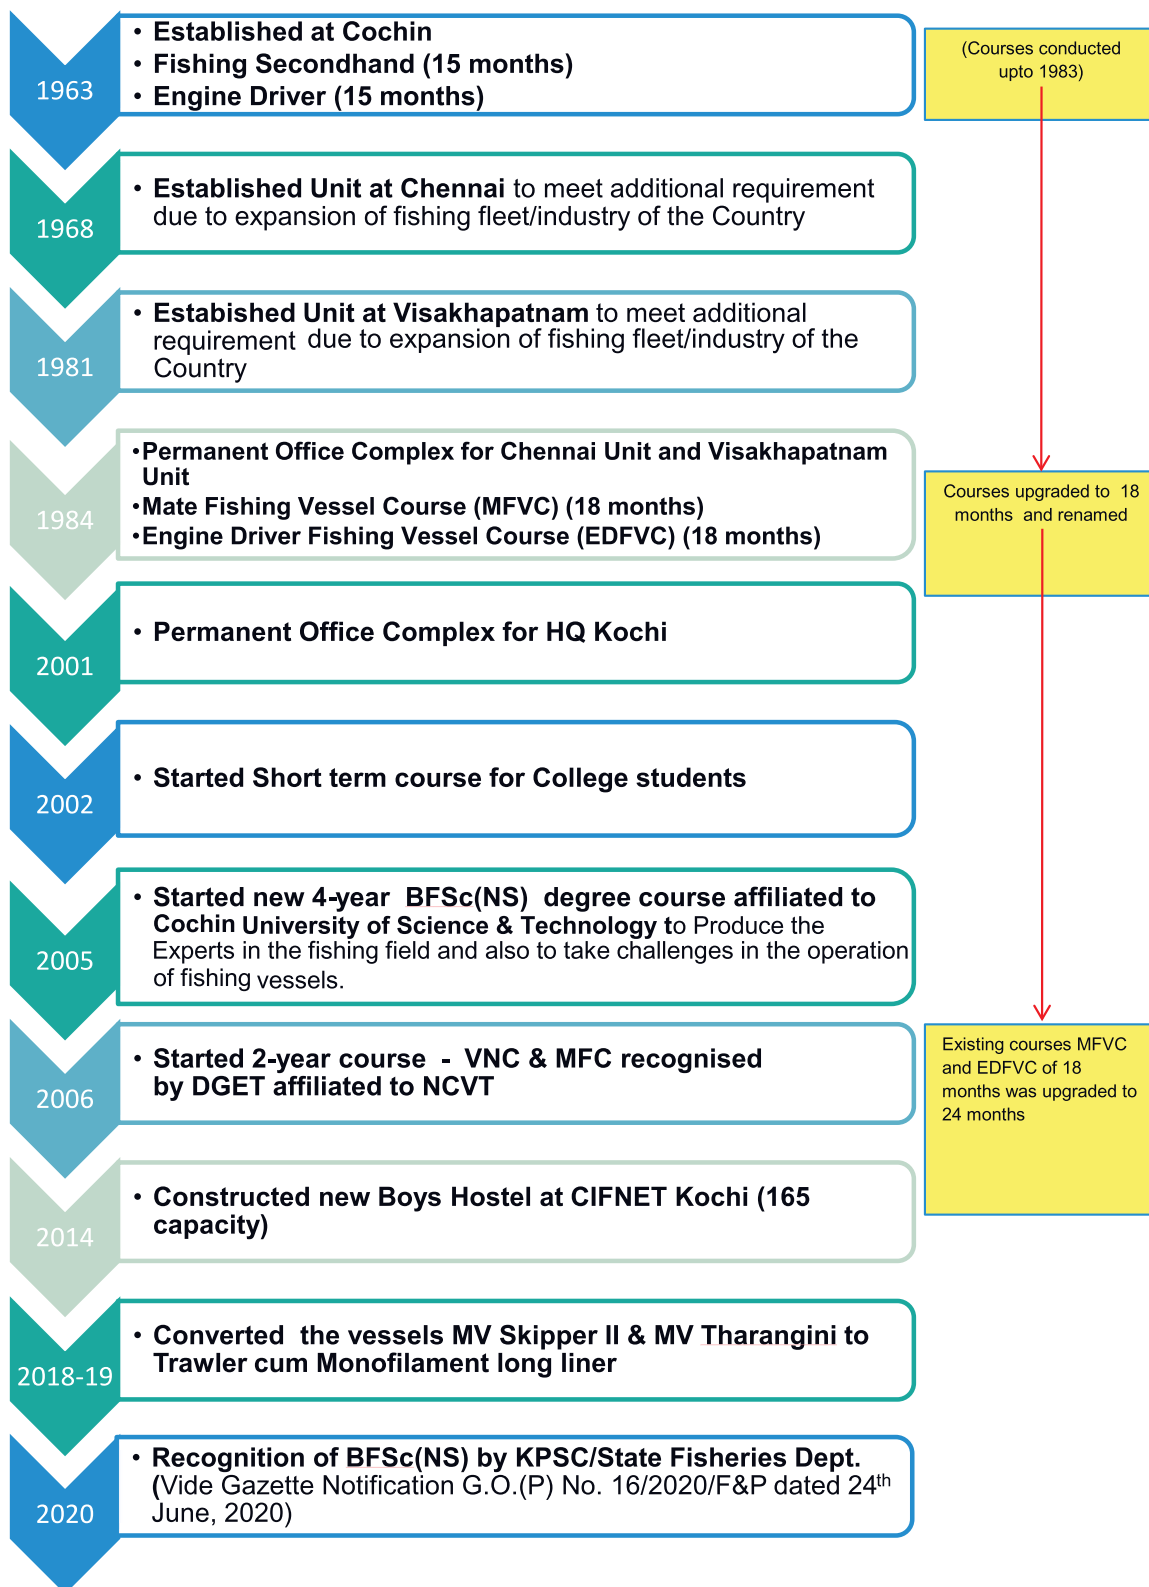 1963
• Established at Cochin
• Fishing Secondhand (15 months)
• Engine Driver (15 months)
(Courses conducted
upto 1983)
1968
• Established Unit at Chennai to meet additional requirement
due to expansion of fishing fleet/industry of the Country
1981
• Estabished Unit at Visakhapatnam to meet additional
requirement due to expansion of fishing fleet/industry of the
Country
1984
•Permanent Office Complex for Chennai Unit and Visakhapatnam
Unit
•Mate Fishing Vessel Course (MFVC) (18 months)
•Engine Driver Fishing Vessel Course (EDFVC) (18 months)
Courses upgraded to 18
months and renamed
2001
• Permanent Office Complex for HQ Kochi
2002
• Started Short term course for College students
2005
• Started new 4-year BFSc(NS) degree course affiliated to
Cochin University of Science & Technology to Produce the
Experts in the fishing field and also to take challenges in the operation
of fishing vessels.
2006
• Started 2-year course - VNC & MFC recognised
by DGET affiliated to NCVT
Existing courses MFVC
and EDFVC of 18
months was upgraded to
24 months
2014
• Constructed new Boys Hostel at CIFNET Kochi (165
capacity)
2018-19
• Converted the vessels MV Skipper II & MV Tharangini to
Trawler cum Monofilament long liner
2020
• Recognition of BFSc(NS) by KPSC/State Fisheries Dept.
(Vide Gazette Notification G.O.(P) No. 16/2020/F&P dated 24th
June, 2020)